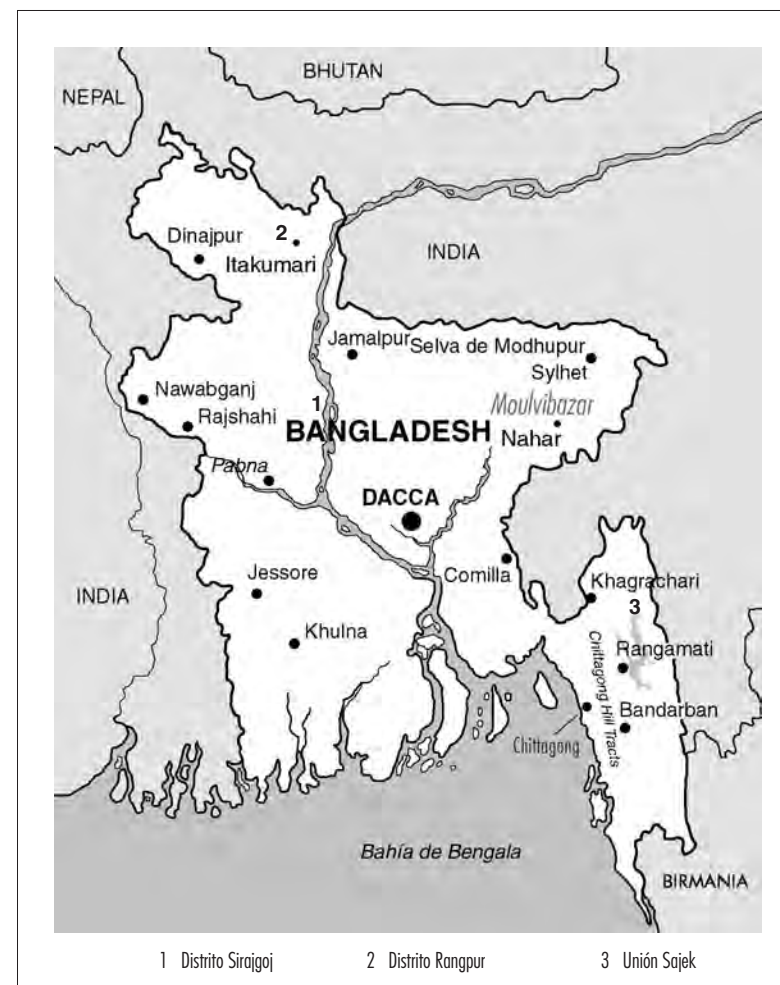 BHUTAN
NEPAL
2
Dinajpur
Itakumari
INDIA
Jamalpur
Selva de Modhupur
Sylhet
Nawabganj
1
Moulvibazar
Rajshahi
BANGLADESH
Nahar
Pabna
DACCA
Comilla
Jessore
Khagrachari
INDIA
3
Khulna
Rangamati
Chittagong Hill Tracts
Bandarban
Chittagong
Bahía de Bengala
BIRMANIA
1 Distrito Sirajgoj 2 Distrito Rangpur 3 Unión Sajek